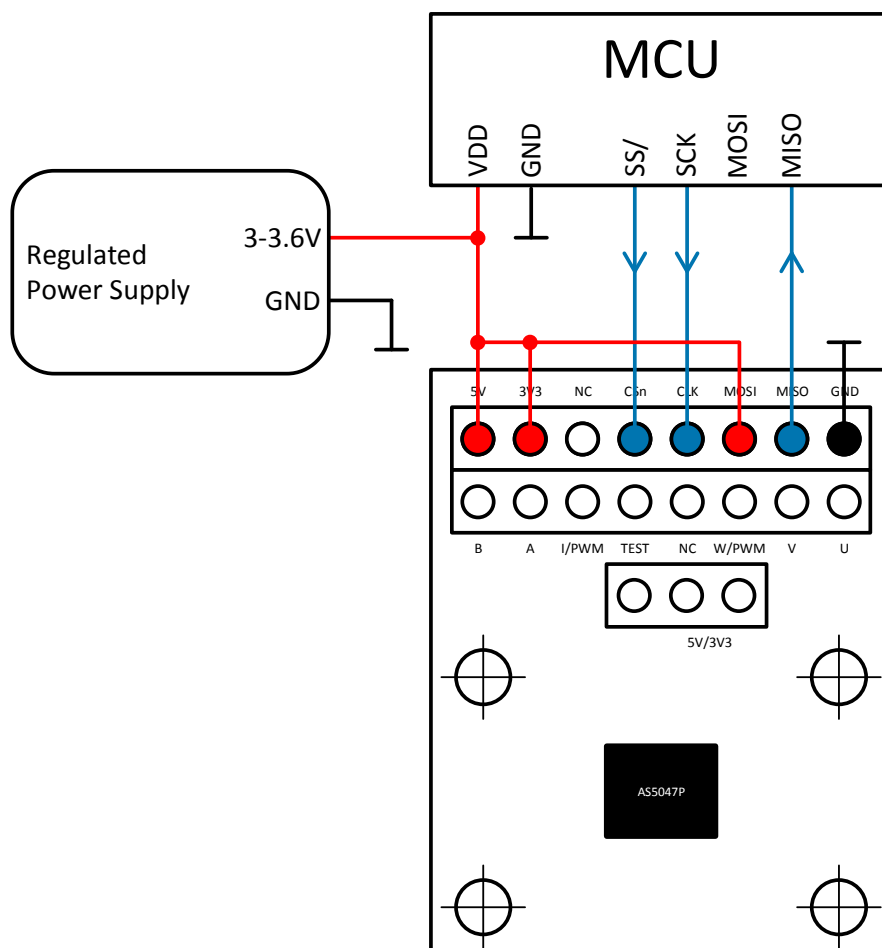 MCU
VDD
GND
SS/
SCK
MOSI
MISO
3-3.6V
Regulated
Power Supply
GND
5V 3V3 NC CSn CLK MOSI MISO GND
B A I/PWM TEST NC W/PWM V U
5V/3V3
AS5047P